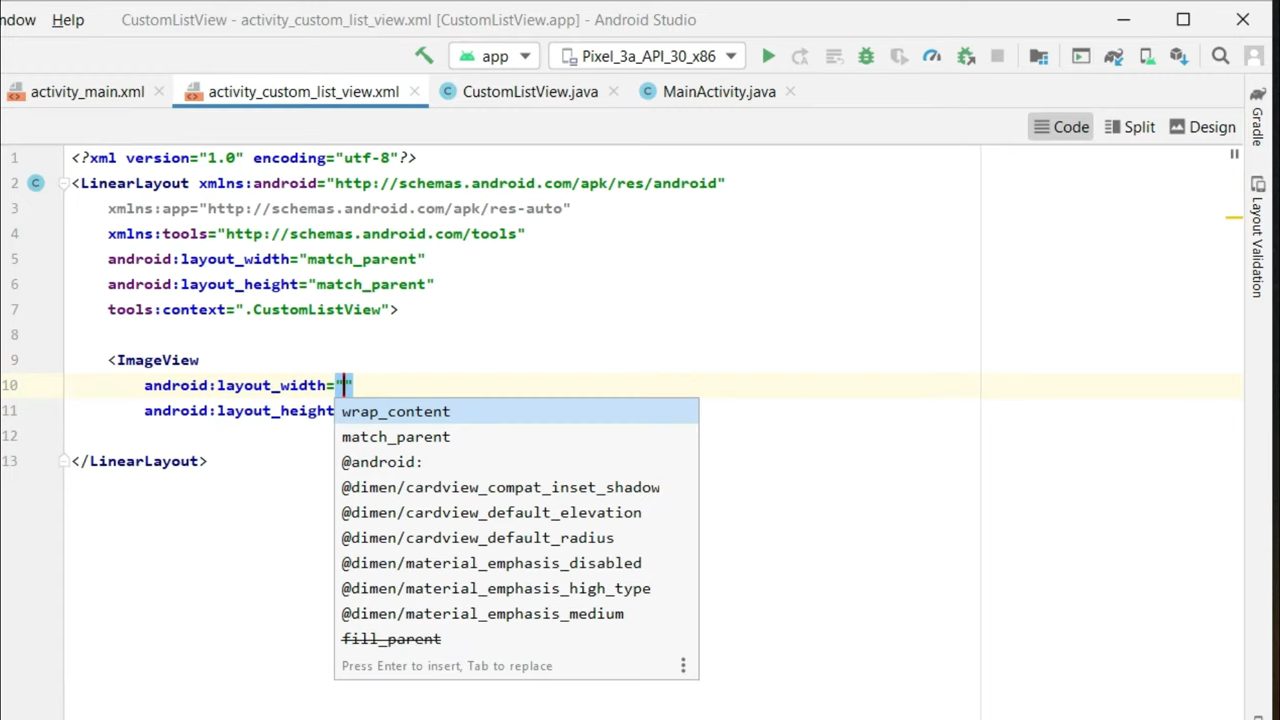 ndow Help CustomListView - activity_custom_list_view.xml [CustomListView.app] - Android Studio
app Pixel_3a_API_30_x86
activity_main.xml activity_custom_list_view.xml CustomListView.java MainActivity.java
Code Split Design
1 <?xml version="1.0" encoding="utf-8"?>
2 <LinearLayout xmlns:android="http://schemas.android.com/apk/res/android"
3 xmlns:app="http://schemas.android.com/apk/res-auto"
4 xmlns:tools="http://schemas.android.com/tools"
5 android:layout_width="match_parent"
6 android:layout_height="match_parent"
7 tools:context=".CustomListView">
8
9 <ImageView
10 android:layout_width=""
11 android:layout_height
12
13 </LinearLayout>
wrap_content
match_parent
@android:
@dimen/cardview_compat_inset_shadow
@dimen/cardview_default_elevation
@dimen/cardview_default_radius
@dimen/material_emphasis_disabled
@dimen/material_emphasis_high_type
@dimen/material_emphasis_medium
fill_parent
Press Enter to insert, Tab to replace
Gradle
Layout Validation